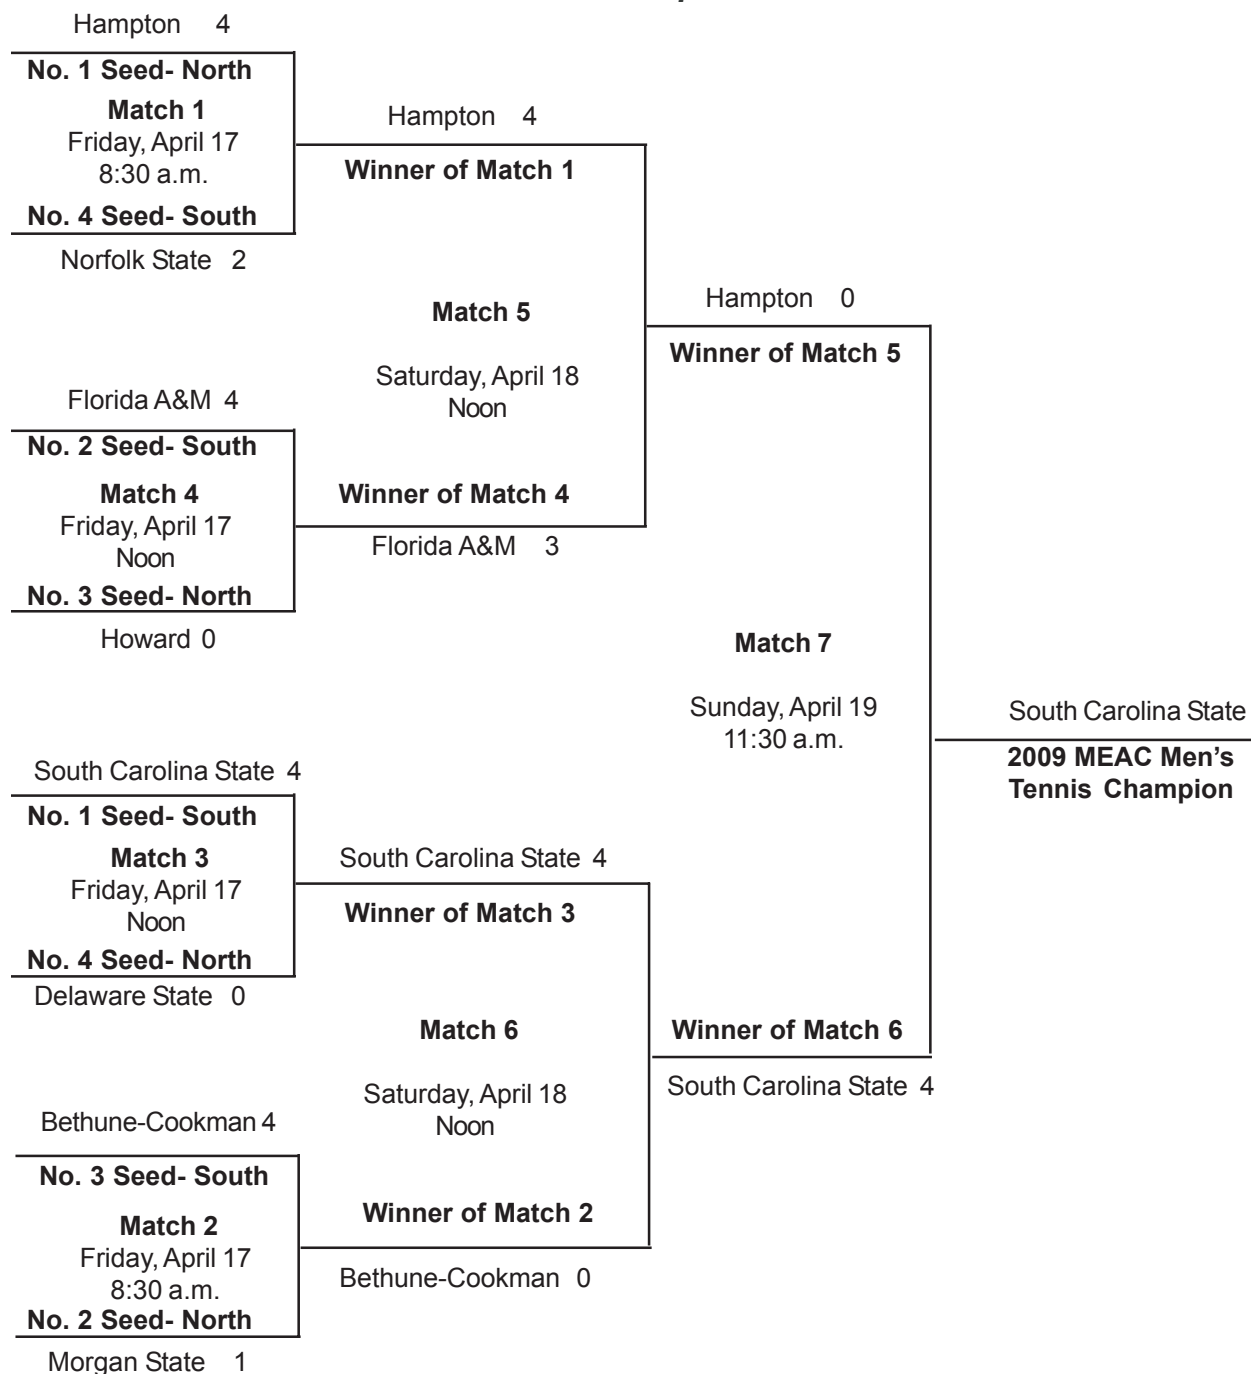 Hampton 4
No. 1 Seed- North
Match 1
Friday, April 17
8:30 a.m.
No. 4 Seed- South
Norfolk State 2
Florida A&M 4
No. 2 Seed- South
Match 4
Friday, April 17
Noon
No. 3 Seed- North
Howard 0
South Carolina State 4
No. 1 Seed- South
Match 3
Friday, April 17
Noon
No. 4 Seed- North
Delaware State 0
Bethune-Cookman 4
No. 3 Seed- South
Match 2
Friday, April 17
8:30 a.m.
No. 2 Seed- North
Morgan State 1
Hampton 4
Winner of Match 1
Match 5
Saturday, April 18
Noon
Winner of Match 4
Florida A&M 3
South Carolina State 4
Winner of Match 3
Match 6
Saturday, April 18
Noon
Winner of Match 2
Bethune-Cookman 0
Hampton 0
Winner of Match 5
Match 7
Sunday, April 19
11:30 a.m.
Winner of Match 6
South Carolina State 4
South Carolina State
2009 MEAC Men's
Tennis Champion